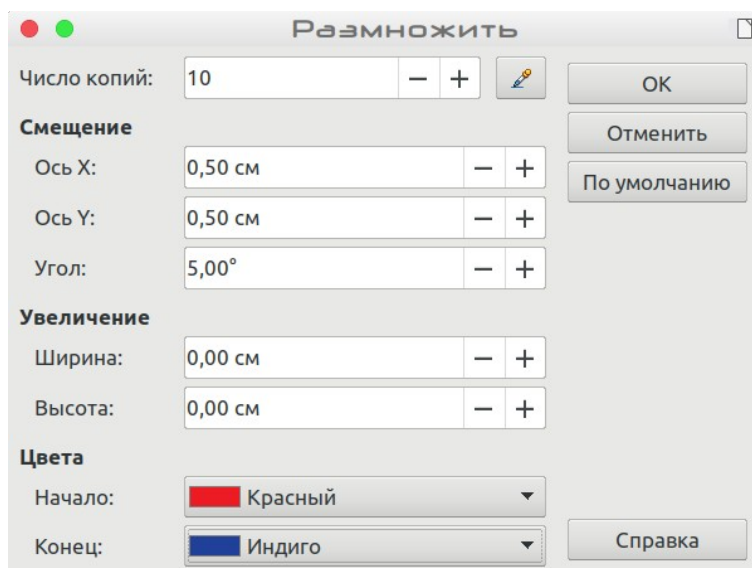 Размножить
Число копий: 10
OK
Смещение
Отменить
Ось X: 0,50 см
По умолчанию
Ось Y: 0,50 см
Угол: 5,00°
Увеличение
Ширина: 0,00 см
Высота: 0,00 см
Цвета
Начало: Красный
Конец: Индиго
Справка